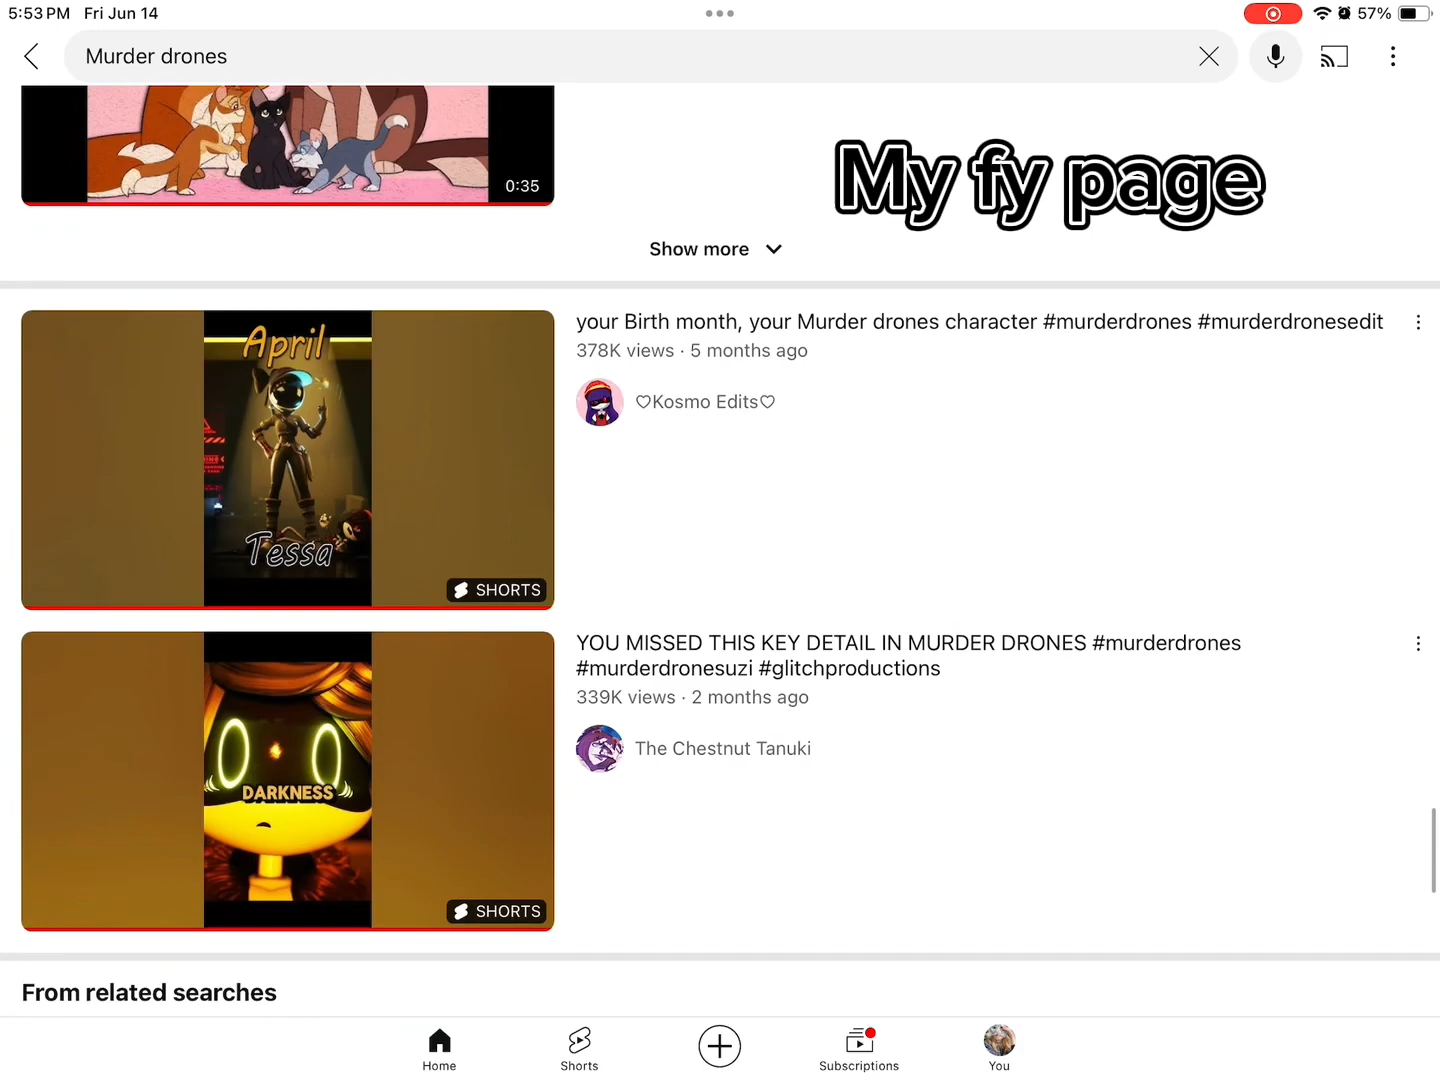 5:53 PM Fri Jun 14
57%
Murder drones
0:35
My fy page
Show more
April
Tessa
SHORTS
your Birth month, your Murder drones character #murderdrones #murderdronesedit
378K views · 5 months ago
♡Kosmo Edits♡
DARKNESS
SHORTS
YOU MISSED THIS KEY DETAIL IN MURDER DRONES #murderdrones
#murderdronesuzi #glitchproductions
339K views · 2 months ago
The Chestnut Tanuki
From related searches
Home
Shorts
Subscriptions
You